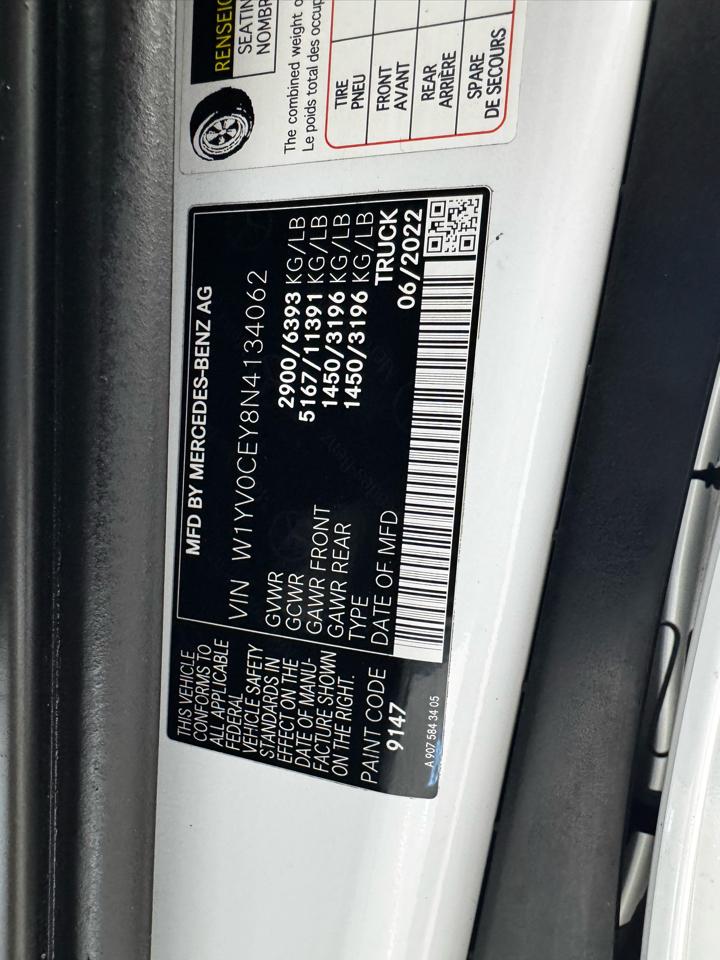 THIS VEHICLE
CONFORMS TO
ALL APPLICABLE
FEDERAL
VEHICLE SAFETY
STANDARDS IN
EFFECT ON THE
DATE OF MANU-
FACTURE SHOWN
ON THE RIGHT.
PAINT CODE
9147
A 907 584 34 05
MFD BY MERCEDES-BENZ AG
VIN W1YV0CEY8N4134062
GVWR 2900/6393 KG/LB
GCWR 5167/11391 KG/LB
GAWR FRONT 1450/3196 KG/LB
GAWR REAR 1450/3196 KG/LB
TYPE TRUCK
DATE OF MFD 06/2022
SEATIN
NOMBR
The combined weight o
Le poids total des occup
TIRE
PNEU
FRONT
AVANT
REAR
ARRIÈRE
SPARE
DE SECOURS